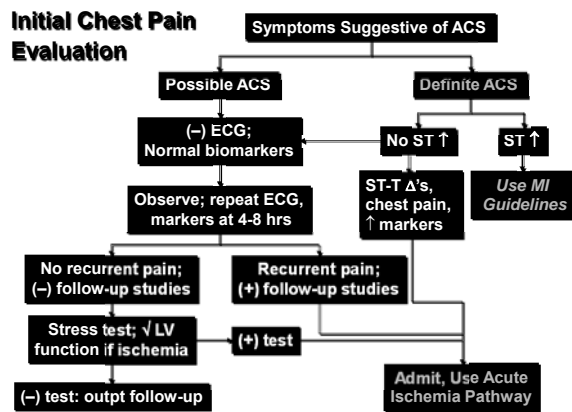 Initial Chest Pain
Evaluation
Symptoms Suggestive of ACS
Possible ACS
Definite ACS
(–) ECG;
Normal biomarkers
No ST ↑
ST ↑
Observe; repeat ECG,
markers at 4-8 hrs
ST-T Δ's,
chest pain,
↑ markers
Use MI
Guidelines
No recurrent pain;
(–) follow-up studies
Recurrent pain;
(+) follow-up studies
Stress test; √ LV
function if ischemia
(+) test
(–) test: outpt follow-up
Admit, Use Acute
Ischemia Pathway